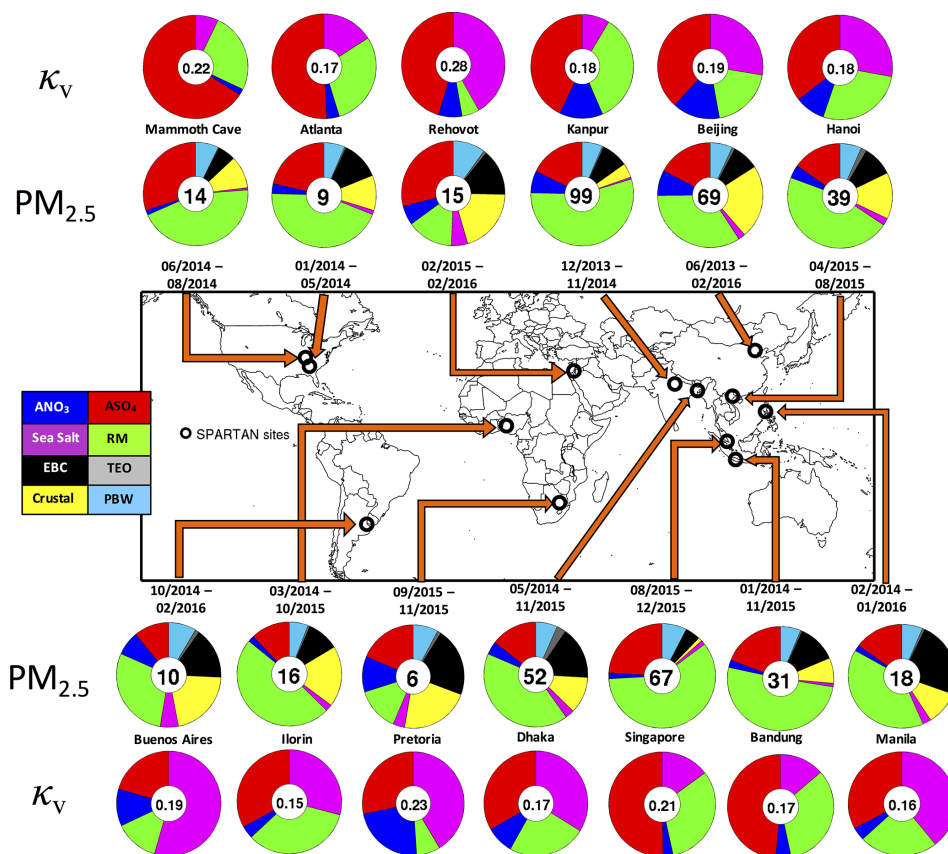 κv
0.22 0.17 0.28 0.18 0.19 0.18
Mammoth Cave Atlanta Rehovot Kanpur Beijing Hanoi
PM2.5
14 9 15 99 69 39
06/2014 –
08/2014
01/2014 –
05/2014
02/2015 –
02/2016
12/2013 –
11/2014
06/2013 –
02/2016
04/2015 –
08/2015
ANO3 ASO4
Sea Salt RM
EBC TEO
Crustal PBW
SPARTAN sites
10/2014 –
02/2016
03/2014 –
10/2015
09/2015 –
11/2015
05/2014 –
11/2015
08/2015 –
12/2015
01/2014 –
11/2015
02/2014 –
01/2016
PM2.5
10 16 6 52 67 31 18
Buenos Aires Ilorin Pretoria Dhaka Singapore Bandung Manila
κv
0.19 0.15 0.23 0.17 0.21 0.17 0.16